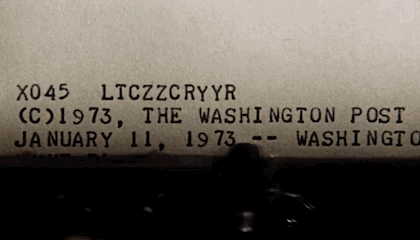 X045 LTCZZCRYYR
(C)1973, THE WASHINGTON POST
JANUARY 11, 1973 -- WASHINGTO